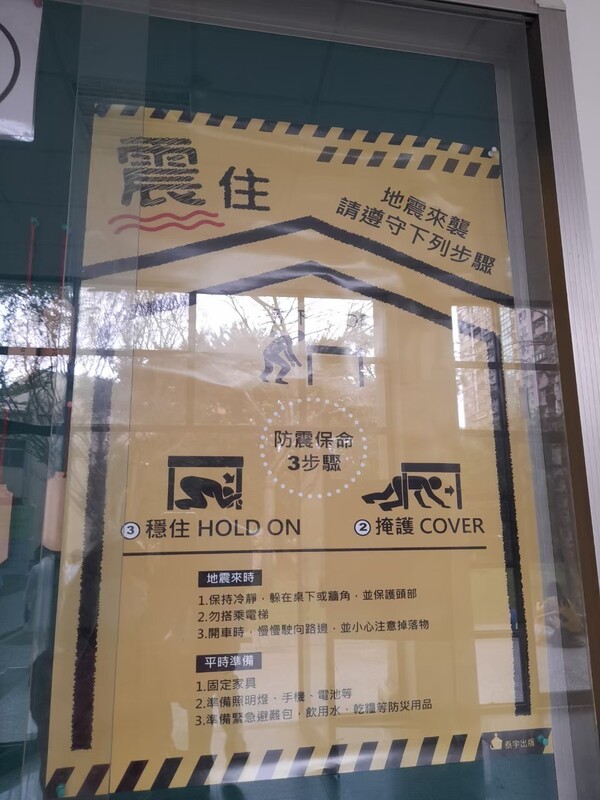 震住
地震來襲
請遵守下列步驟
防震保命
3步驟
③ 穩住 HOLD ON
② 掩護 COVER
地震來時
1.保持冷靜，躲在桌下或牆角，並保護頭部
2.勿搭乘電梯
3.開車時，慢慢駛向路邊，並小心注意掉落物
平時準備
1.固定家具
2.準備照明燈、手機、電池等
3.準備緊急避難包，飲用水、乾糧等防災用品
泰宇出版